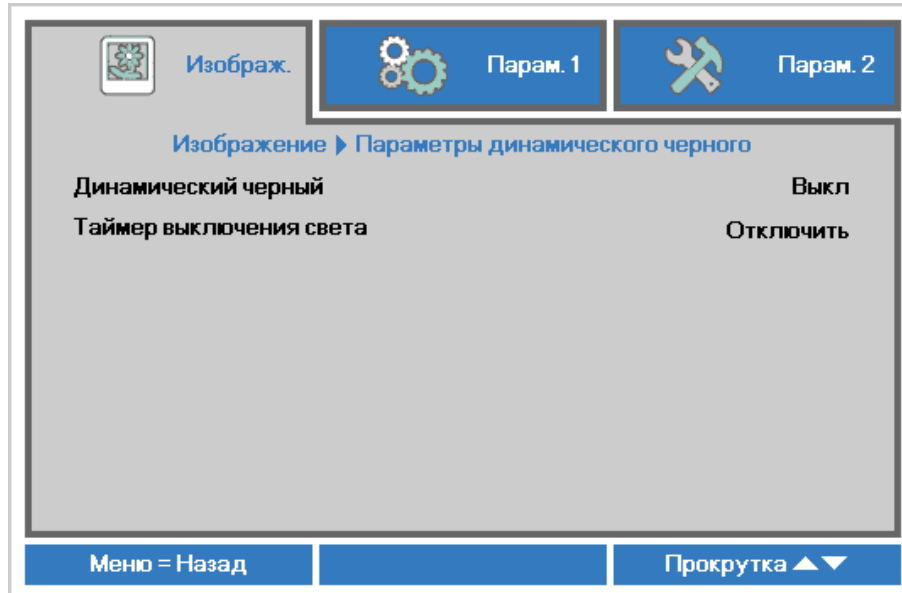 Изображ.
Парам. 1
Парам. 2
Изображение ▶ Параметры динамического черного
Динамический черный Выкл
Таймер выключения света Отключить
Меню = Назад
Прокрутка ▲▼